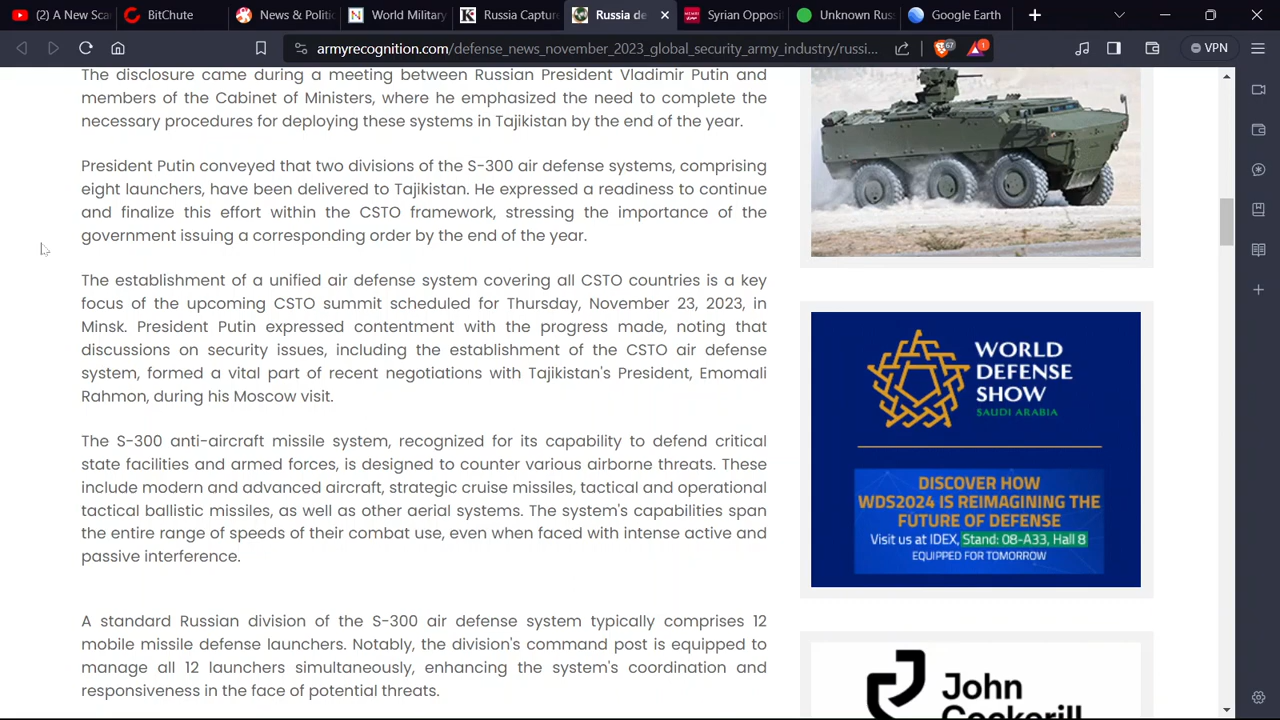 (2) A New Scar
BitChute
News & Politic
World Military
Russia Captur
Russia de
Syrian Opposi
Unknown Rus
Google Earth
armyrecognition.com/defense_news_november_2023_global_security_army_industry/russi...
67
1
VPN
The disclosure came during a meeting between Russian President Vladimir Putin and
members of the Cabinet of Ministers, where he emphasized the need to complete the
necessary procedures for deploying these systems in Tajikistan by the end of the year.
President Putin conveyed that two divisions of the S-300 air defense systems, comprising
eight launchers, have been delivered to Tajikistan. He expressed a readiness to continue
and finalize this effort within the CSTO framework, stressing the importance of the
government issuing a corresponding order by the end of the year.
The establishment of a unified air defense system covering all CSTO countries is a key
focus of the upcoming CSTO summit scheduled for Thursday, November 23, 2023, in
Minsk. President Putin expressed contentment with the progress made, noting that
discussions on security issues, including the establishment of the CSTO air defense
system, formed a vital part of recent negotiations with Tajikistan's President, Emomali
Rahmon, during his Moscow visit.
The S-300 anti-aircraft missile system, recognized for its capability to defend critical
state facilities and armed forces, is designed to counter various airborne threats. These
include modern and advanced aircraft, strategic cruise missiles, tactical and operational
tactical ballistic missiles, as well as other aerial systems. The system's capabilities span
the entire range of speeds of their combat use, even when faced with intense active and
passive interference.
A standard Russian division of the S-300 air defense system typically comprises 12
mobile missile defense launchers. Notably, the division's command post is equipped to
manage all 12 launchers simultaneously, enhancing the system's coordination and
responsiveness in the face of potential threats.
WORLD
DEFENSE
SHOW
SAUDI ARABIA
DISCOVER HOW
WDS2024 IS REIMAGINING THE
FUTURE OF DEFENSE
Visit us at IDEX, Stand: 08-A33, Hall 8
EQUIPPED FOR TOMORROW
John
Cockerill